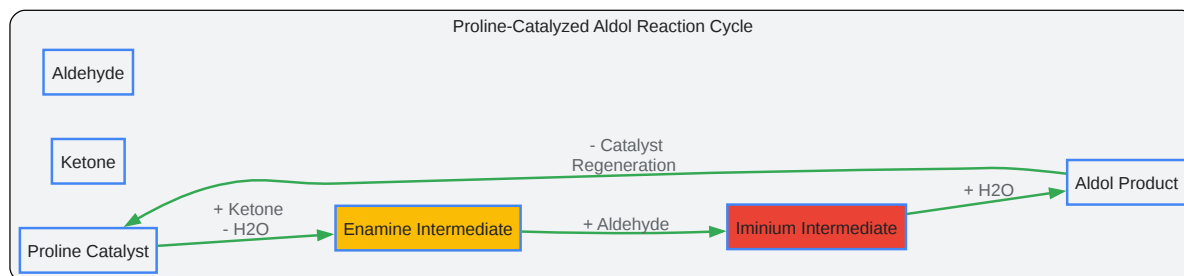 Proline-Catalyzed Aldol Reaction Cycle
Aldehyde
Ketone
- Catalyst
Regeneration
Aldol Product
+ H2O
+ Ketone
- H2O
Enamine Intermediate
+ Aldehyde
Iminium Intermediate
Proline Catalyst